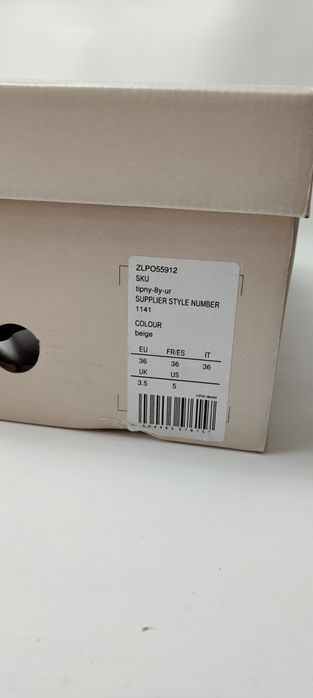 ZLPO55912
SKU
tipny-8y-ur
SUPPLIER STYLE NUMBER
1141
COLOUR
beige
EU FR/ES IT
36 36 36
UK US
3.5 5